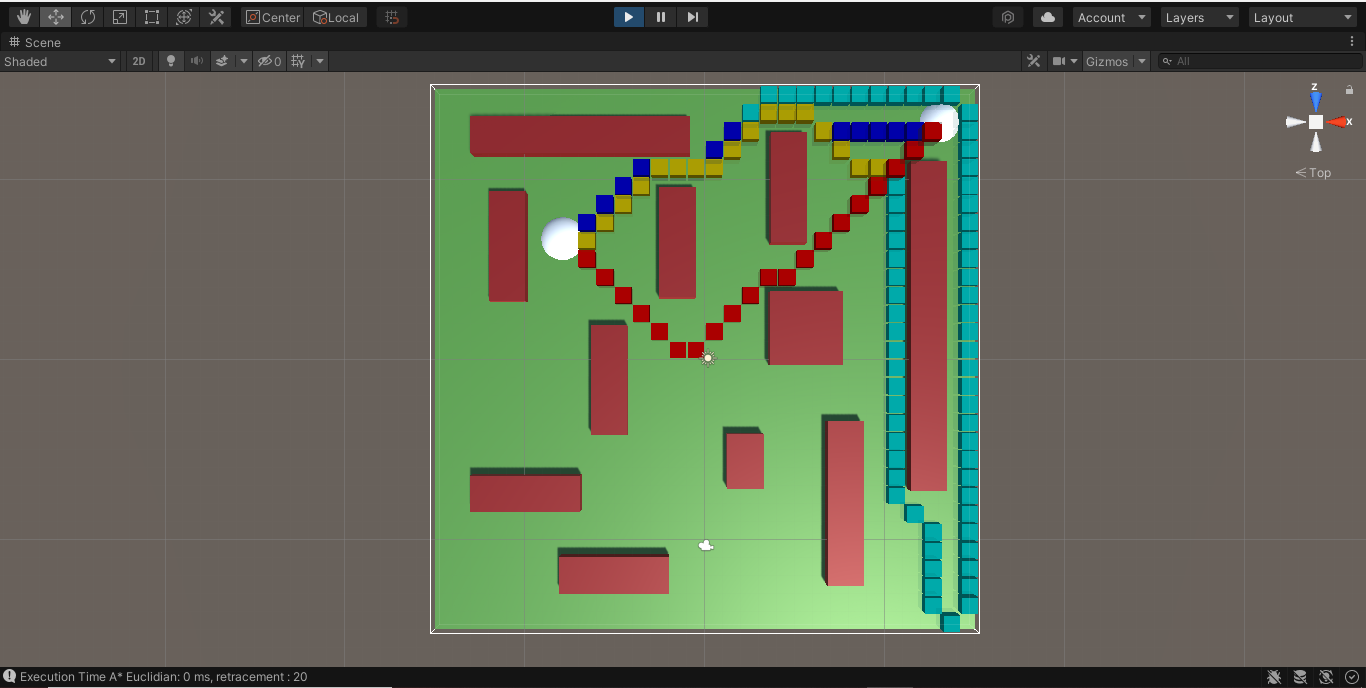 Center Local Account Layers Layout
Scene
Shaded 2D 0 Gizmos All
z
x
Top
Execution Time A* Euclidian: 0 ms, retracement : 20